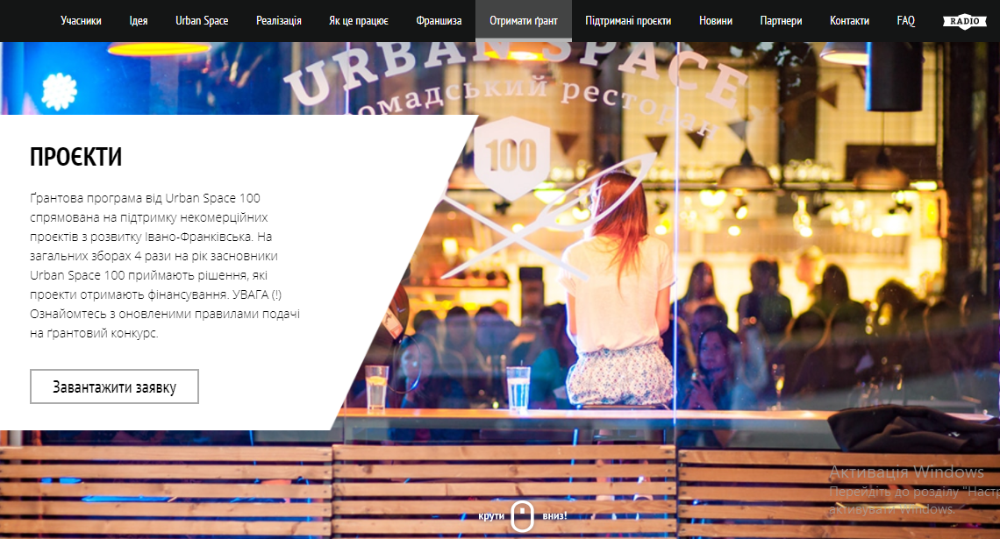 Учасники Ідея Urban Space Реалізація Як це працює Франшиза Отримати ґрант Підтримані проєкти Новини Партнери Контакти FAQ RADIO
URBAN SPACE
громадський ресторан
100
ПРОЄКТИ
Ґрантова програма від Urban Space 100
спрямована на підтримку некомерційних
проєктів з розвитку Івано-Франківська. На
загальних зборах 4 рази на рік засновники
Urban Space 100 приймають рішення, які
проекти отримають фінансування. УВАГА (!)
Ознайомтесь з оновленими правилами подачі
на ґрантовий конкурс.
Завантажити заявку
Активація Windows
Перейдіть до розділу "Настр
активувати Windows.
крути вниз!